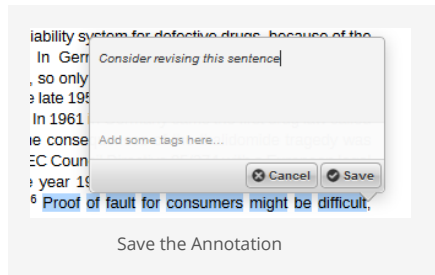 iability system for defective drugs, because of the
In Gerr
Consider revising this sentence
, so only
late 195
In 1961
Add some tags here...
e conse
EC Coun
year 19
Cancel Save
6 Proof of fault for consumers might be difficult,
Save the Annotation